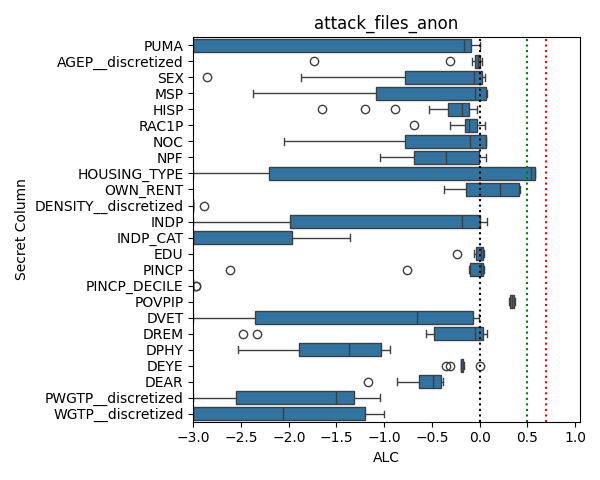 attack_files_anon
PUMA
AGEP__discretized
SEX
MSP
HISP
RAC1P
NOC
NPF
HOUSING_TYPE
OWN_RENT
DENSITY__discretized
INDP
INDP_CAT
EDU
PINCP
PINCP_DECILE
POVPIP
DVET
DREM
DPHY
DEYE
DEAR
PWGTP__discretized
WGTP__discretized
Secret Column
−3.0 −2.5 −2.0 −1.5 −1.0 −0.5 0.0 0.5 1.0
ALC